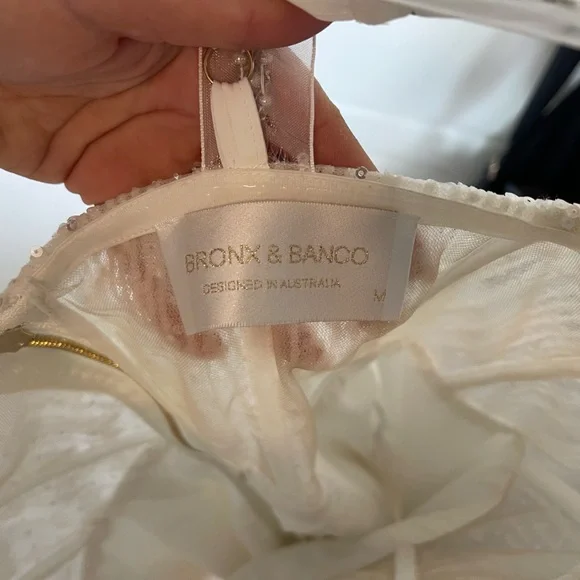 BRONX & BANCO
DESIGNED IN AUSTRALIA
M